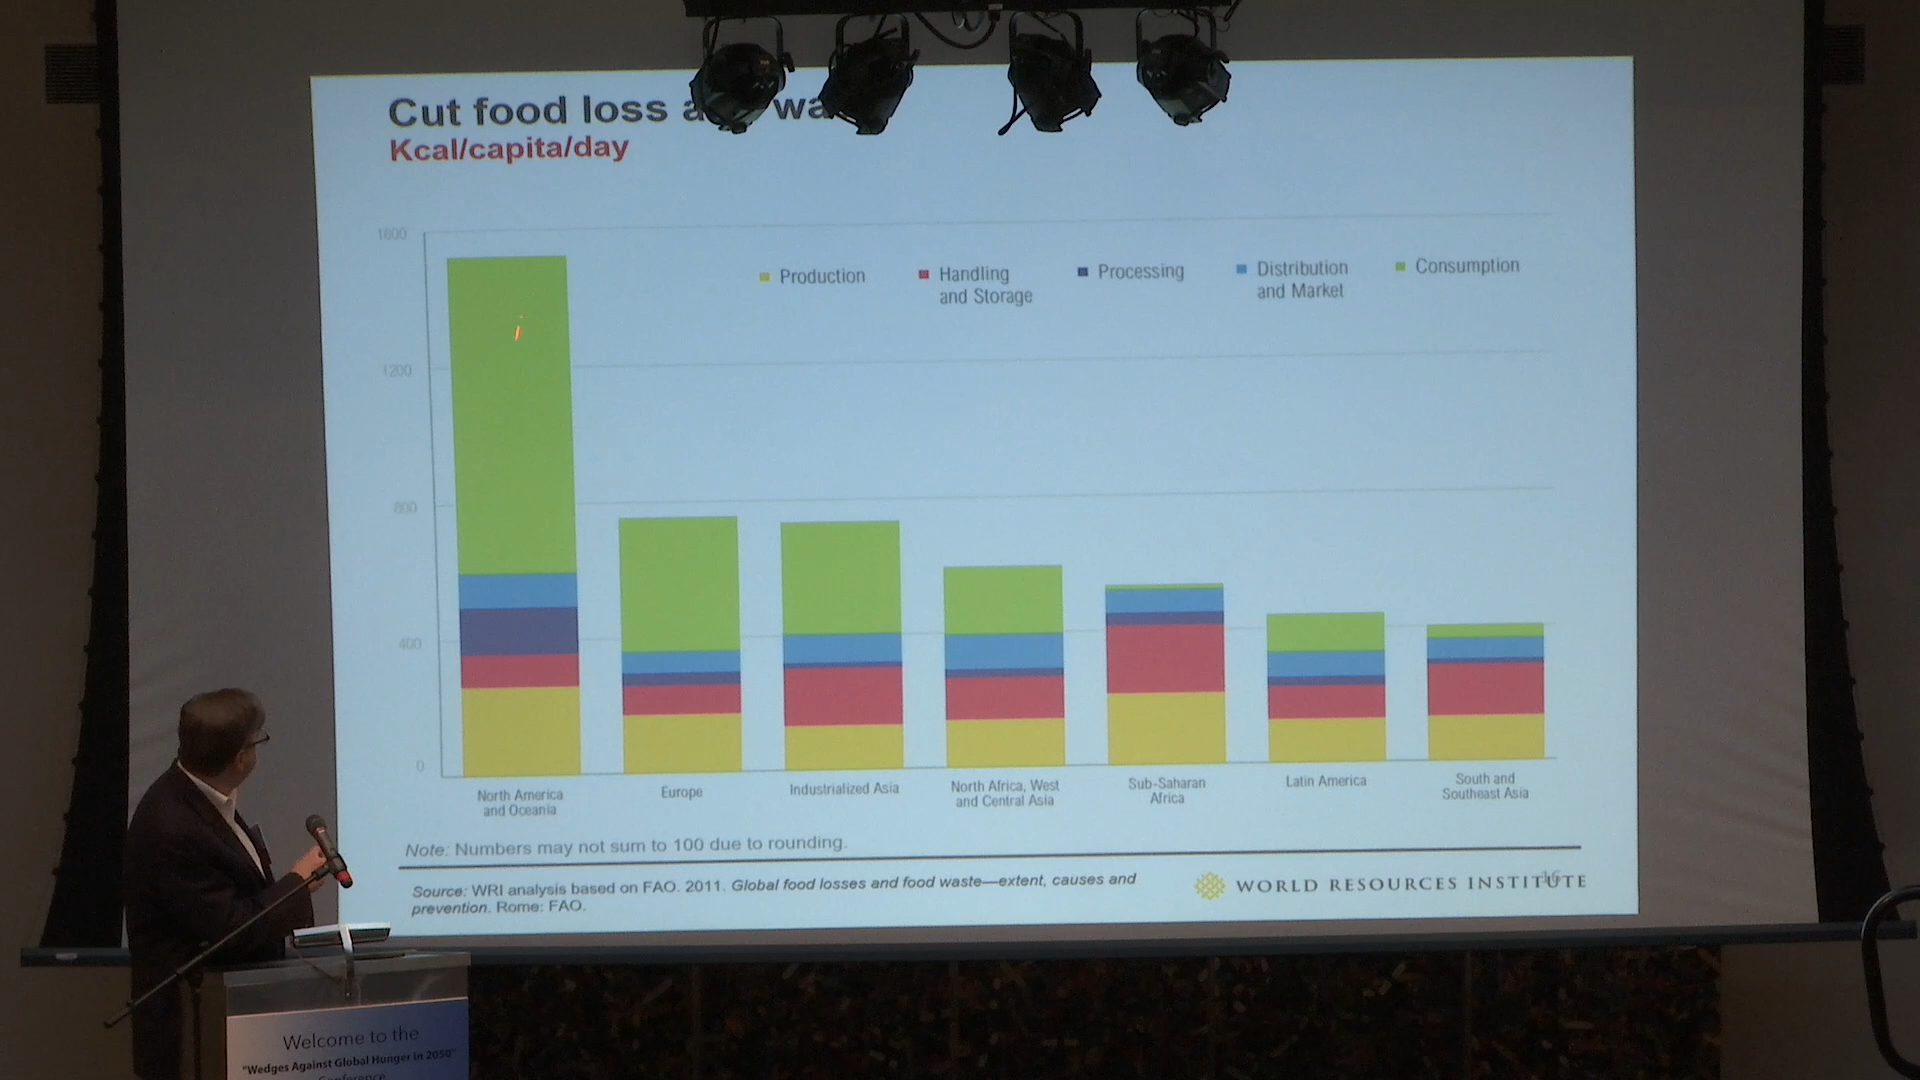 Cut food loss a wa
Kcal/capita/day
1600
1200
800
400
0
Production
Handling
and Storage
Processing
Distribution
and Market
Consumption
North America
and Oceania
Europe
Industrialized Asia
North Africa, West
and Central Asia
Sub-Saharan
Africa
Latin America
South and
Southeast Asia
Note: Numbers may not sum to 100 due to rounding.
Source: WRI analysis based on FAO. 2011. Global food losses and food waste—extent, causes and
prevention. Rome: FAO.
WORLD RESOURCES INSTITUTE
Welcome to the
"Wedges Against Global Hunger in 2050"
Conference